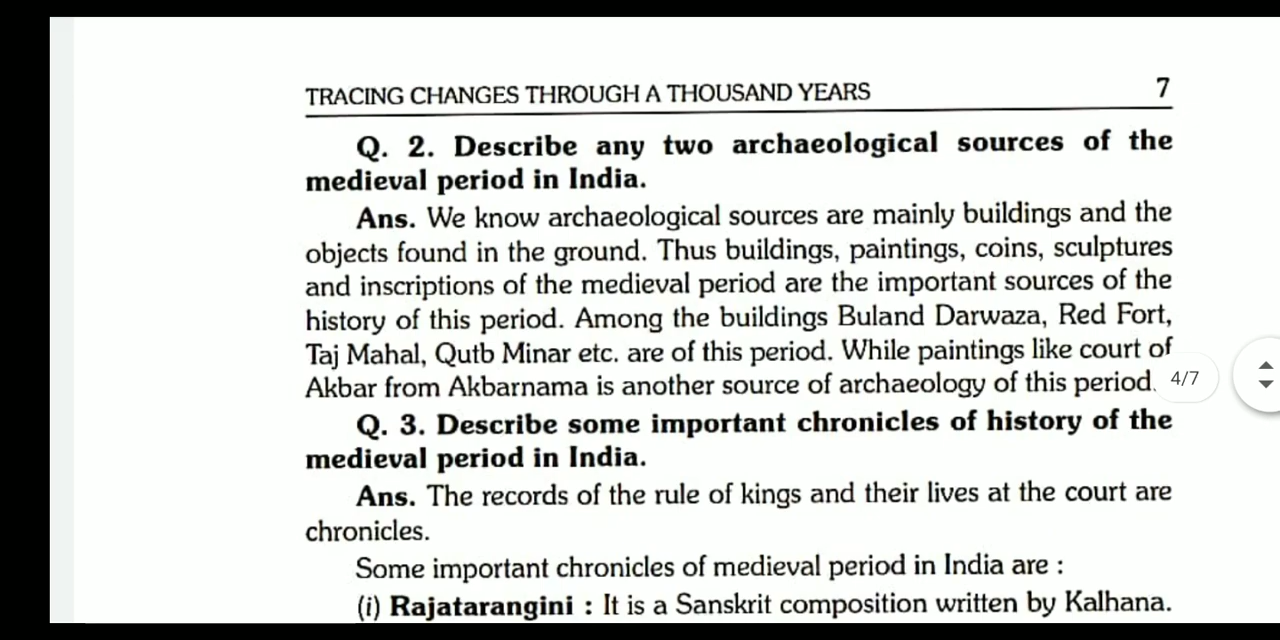 TRACING CHANGES THROUGH A THOUSAND YEARS 7
Q. 2. Describe any two archaeological sources of the
medieval period in India.
Ans. We know archaeological sources are mainly buildings and the
objects found in the ground. Thus buildings, paintings, coins, sculptures
and inscriptions of the medieval period are the important sources of the
history of this period. Among the buildings Buland Darwaza, Red Fort,
Taj Mahal, Qutb Minar etc. are of this period. While paintings like court of
Akbar from Akbarnama is another source of archaeology of this period.
4/7
Q. 3. Describe some important chronicles of history of the
medieval period in India.
Ans. The records of the rule of kings and their lives at the court are
chronicles.
Some important chronicles of medieval period in India are :
(i) Rajatarangini : It is a Sanskrit composition written by Kalhana.